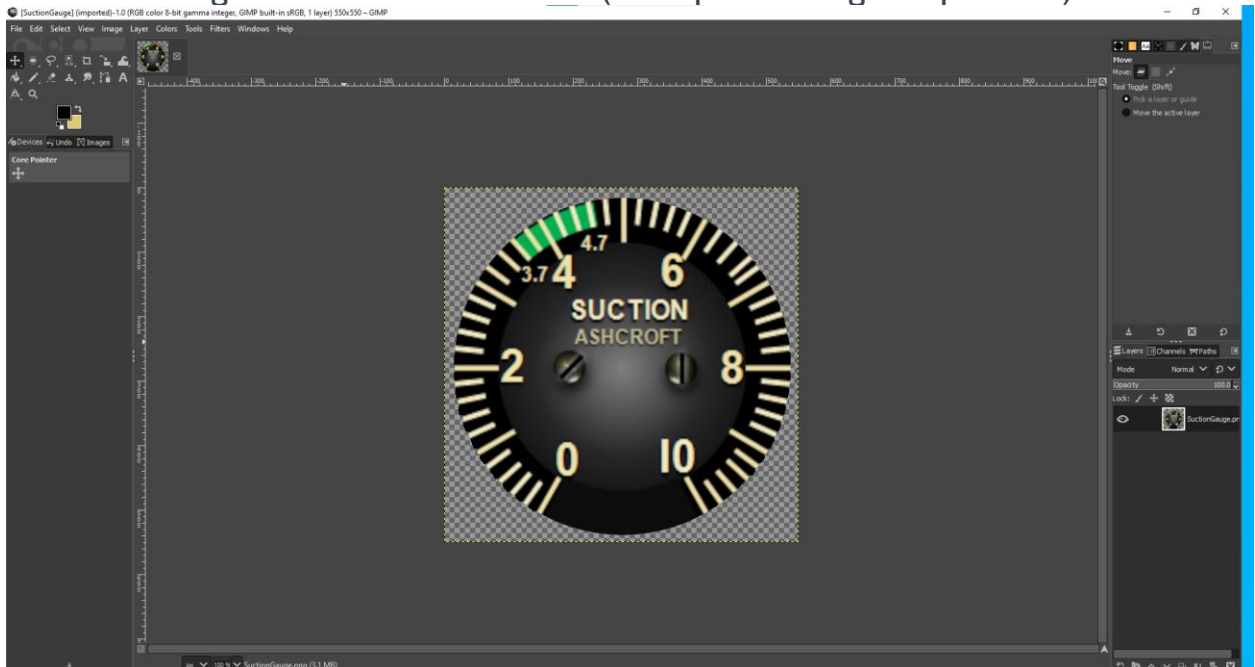 [SuctionGauge] (imported)-1.0 (RGB color 8-bit gamma integer, GIMP built-in sRGB, 1 layer) 550x550 – GIMP
File Edit Select View Image Layer Colors Tools Filters Windows Help
Devices Undo Images
Core Pointer
4.7
3.7 4 6
SUCTION
ASHCROFT
2 8
0 10
Move
Move:
Tool Toggle (Shift)
Pick a layer or guide
Move the active layer
Layers Channels Paths
Mode Normal
Opacity 100.0
Lock:
SuctionGauge.pn
px 100 % SuctionGauge.png (3.1 MB)